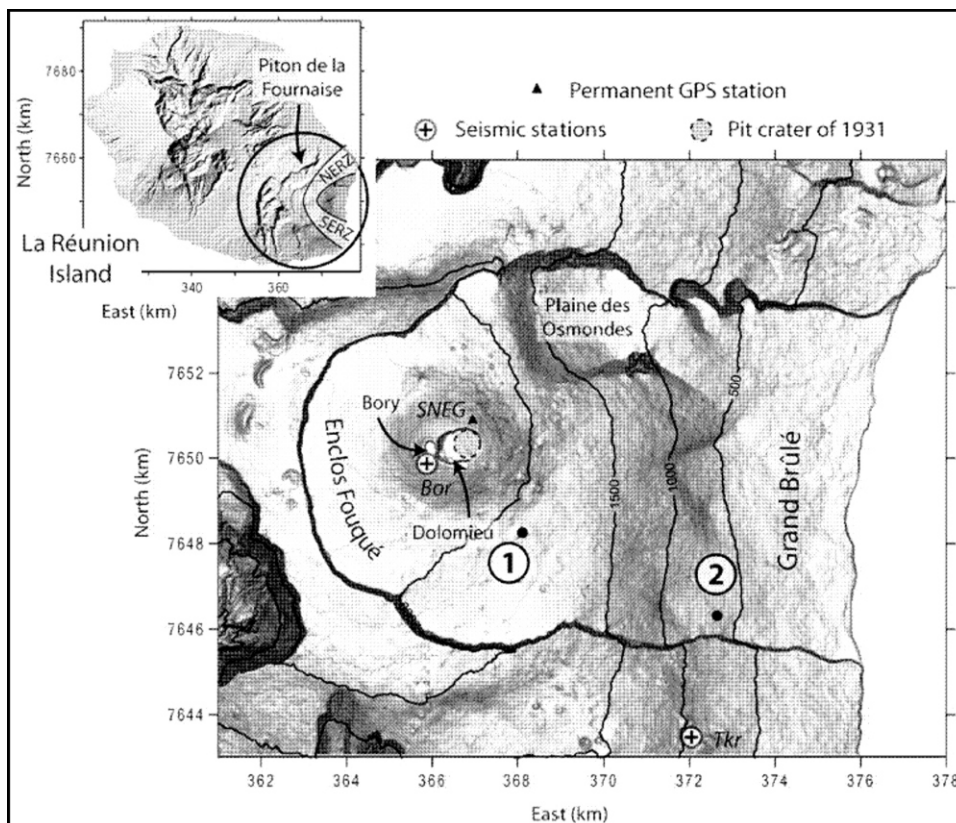 7680
7660
North (km)
Piton de la
Fournaise
NERZ
SERZ
La Réunion
Island
340
360
East (km)
Permanent GPS station
Seismic stations
Pit crater of 1931
Plaine des
Osmondes
7652
7650
7648
7646
7644
North (km)
Enclos Fouqué
Bory
SNEG
Bor
Dolomieu
1
2
1500
1000
500
Grand Brûlé
Tkr
362
364
366
368
370
372
374
376
378
East (km)